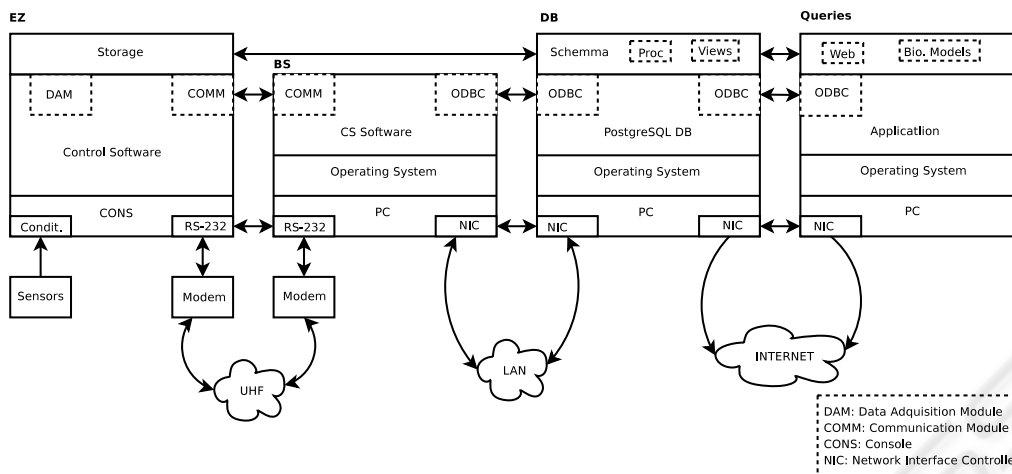 EZ
DB
Queries
Storage
BS
Schemma
Proc
Views
Web
Bio. Models
DAM
COMM
COMM
ODBC
ODBC
ODBC
ODBC
Control Software
CS Software
PostgreSQL DB
Applicatlion
Operating System
Operating System
Operating System
CONS
PC
PC
PC
Condit.
RS-232
RS-232
NIC
NIC
NIC
NIC
Sensors
Modem
Modem
UHF
LAN
INTERNET
DAM: Data Adquisition Module
COMM: Communication Module
CONS: Console
NIC: Network Interface Controlle